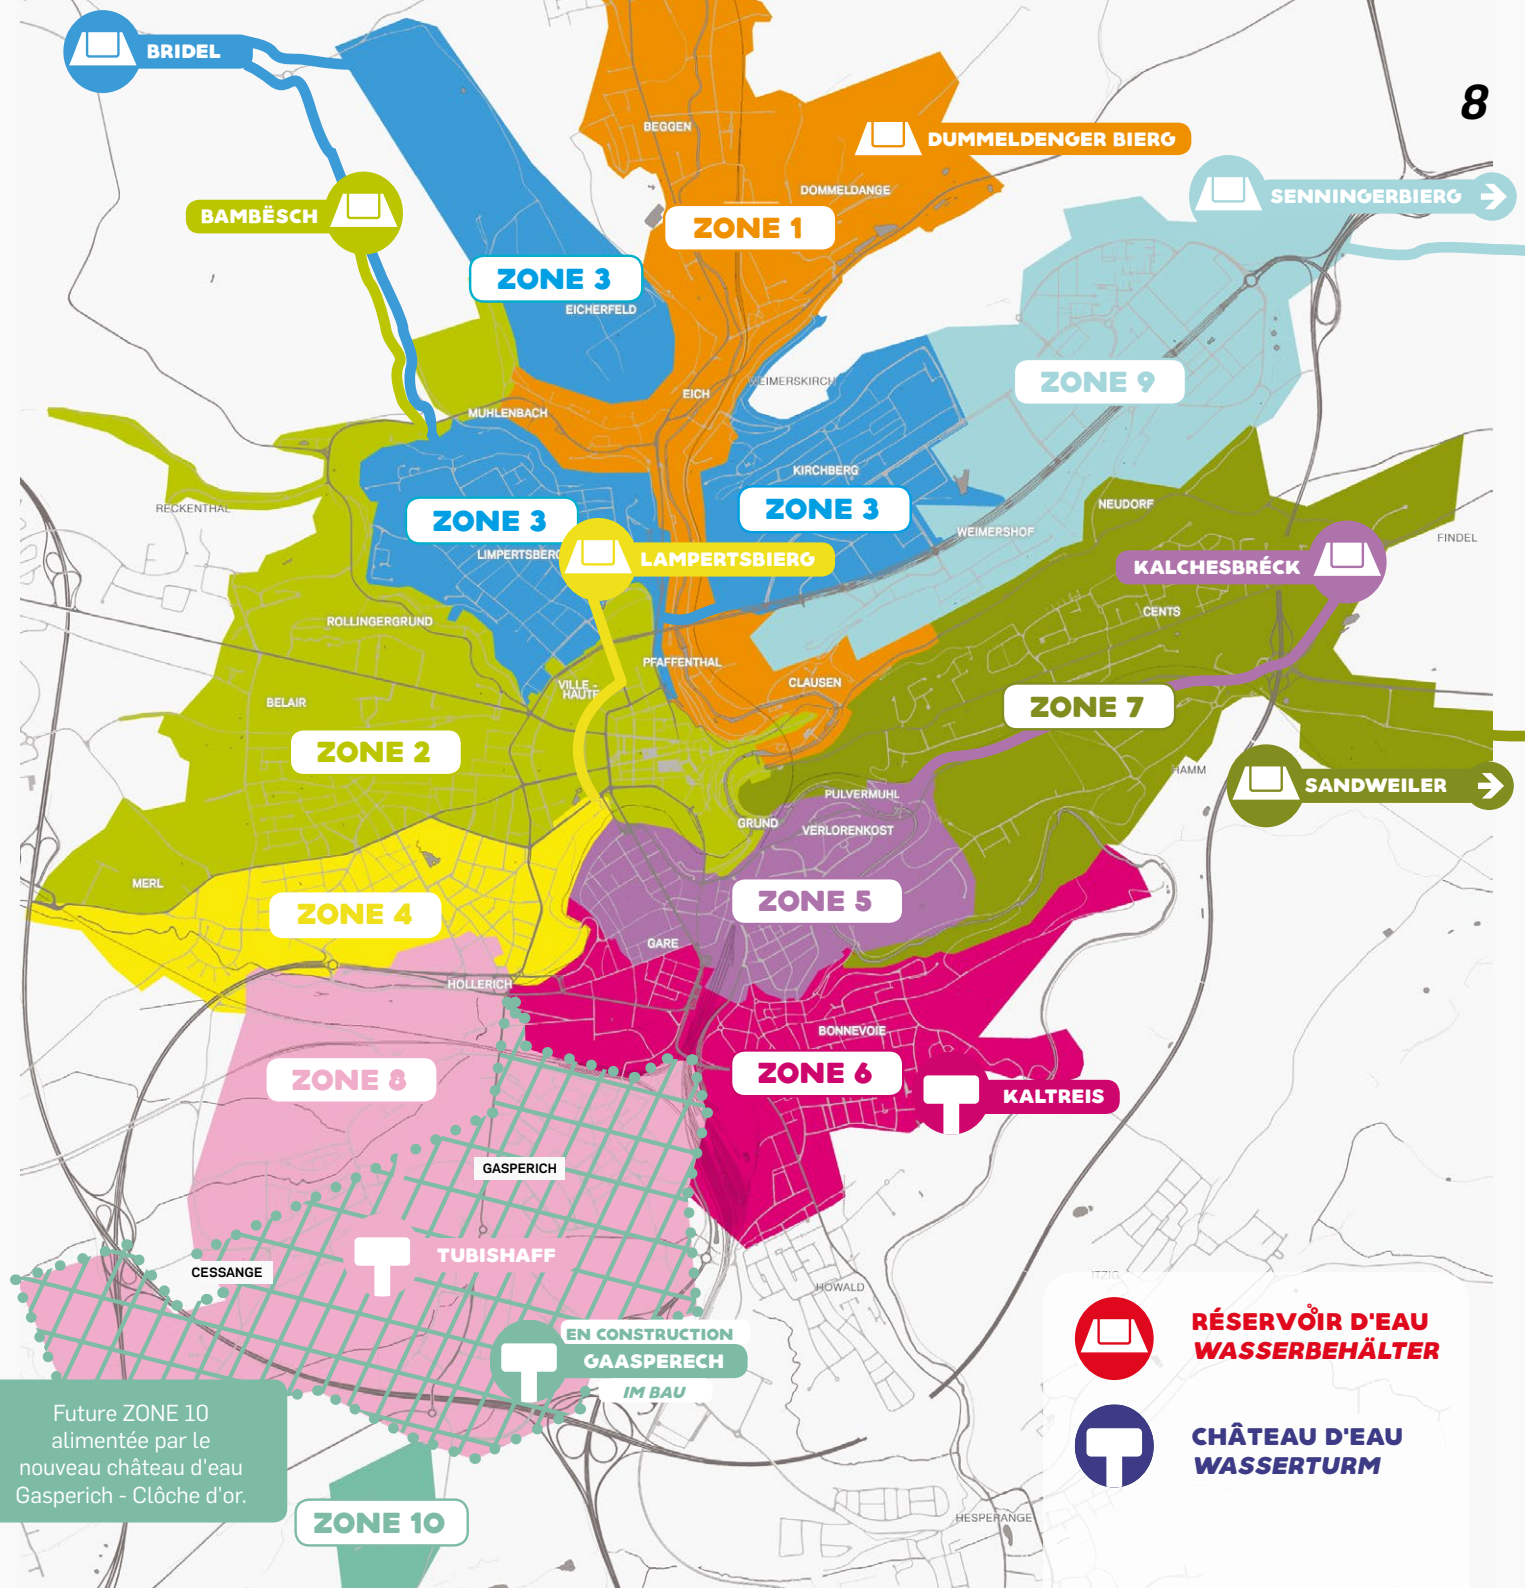 BRIDEL
8
BEGGEN
DUMMELDENGER BIERG
DOMMELDANGE
SENNINGERBIERG
BAMBËSCH
ZONE 1
ZONE 3
EICHERFELD
ZONE 9
WEIMERSKIRCH
EICH
MUHLENBACH
KIRCHBERG
RECKENTHAL
ZONE 3
ZONE 3
NEUDORF
WEIMERSHOF
FINDEL
LIMPERTSBERG
LAMPERTSBIERG
KALCHESBRÉCK
CENTS
ROLLINGERGRUND
PFAFFENTHAL
CLAUSEN
VILLE -
HAUTE
BELAIR
ZONE 7
ZONE 2
HAMM
SANDWEILER
PULVERMUHL
GRUND
VERLORENKOST
MERL
ZONE 5
ZONE 4
GARE
HOLLERICH
BONNEVOIE
ZONE 6
ZONE 8
KALTREIS
GASPERICH
TUBISHAFF
CESSANGE
HOWALD
ITZIG
EN CONSTRUCTION
GAASPERECH
IM BAU
RÉSERVOIR D'EAU
WASSERBEHÄLTER
Future ZONE 10
alimentée par le
nouveau château d'eau
Gasperich - Clôche d'or.
CHÂTEAU D'EAU
WASSERTURM
ZONE 10
HESPERANGE